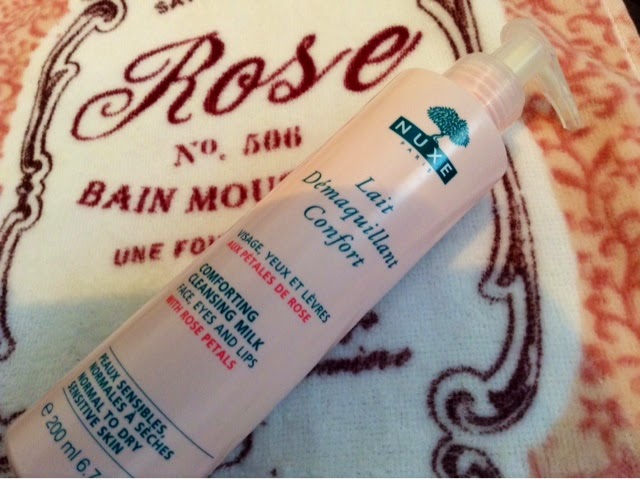 Rose
No. 506
BAIN MOUS
UNE FO
NUXE
PARIS
Lait
Démaquillant
Confort
VISAGE, YEUX ET LÈVRES
AUX PÉTALES DE ROSE
COMFORTING
CLEANSING MILK
FACE, EYES AND LIPS
WITH ROSE PETALS
PEAUX SENSIBLES
NORMALES À SÈCHES
NORMAL TO DRY
-SENSITIVE SKIN
e 200 ml 6.7